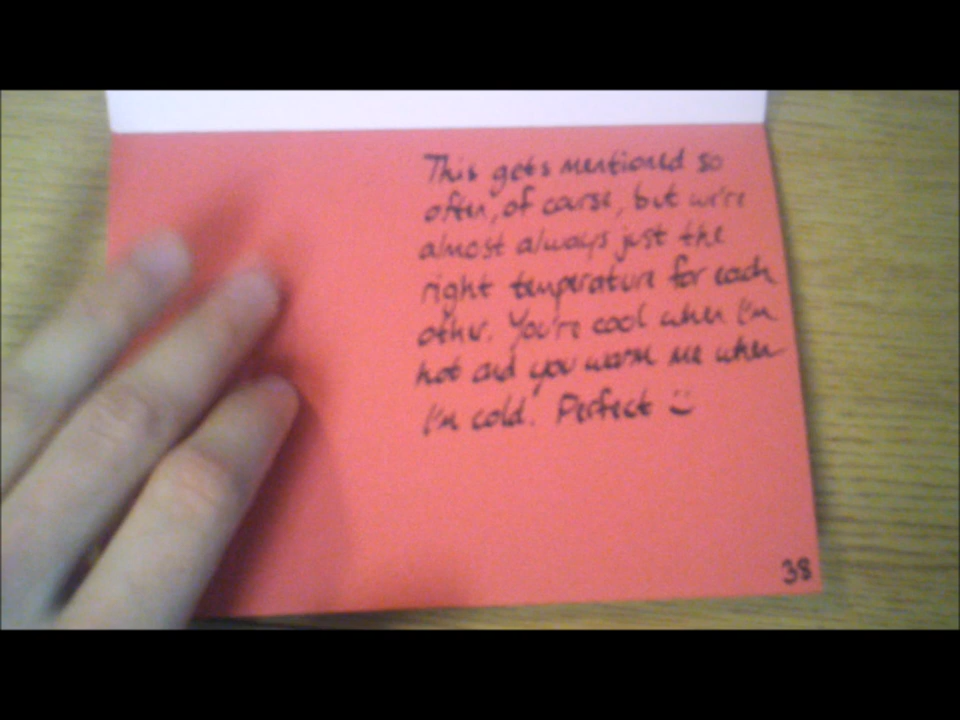 This gets mentioned so
often, of course, but we're
almost always just the
right temperature for each
other. You're cool when I'm
hot and you warm me when
I'm cold. Perfect :)
38